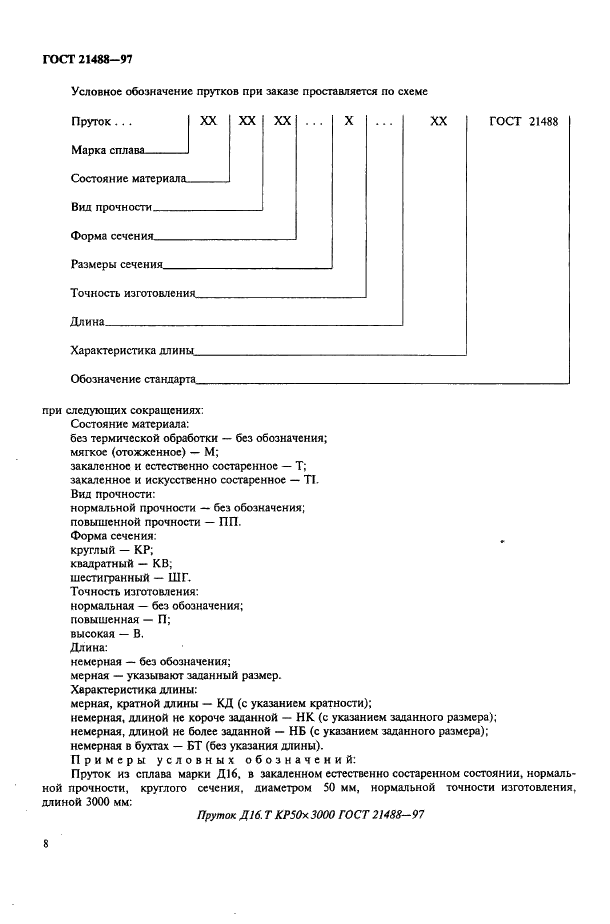 ГОСТ 21488—97
Условное обозначение прутков при заказе проставляется по схеме
Пруток . . . XX XX XX . . . X . . . XX ГОСТ 21488
Марка сплава
Состояние материала
Вид прочности
Форма сечения
Размеры сечения
Точность изготовления
Длина
Характеристика длины
Обозначение стандарта
при следующих сокращениях:
Состояние материала:
без термической обработки — без обозначения;
мягкое (отожженное) — М;
закаленное и естественно состаренное — Т;
закаленное и искусственно состаренное — Т1.
Вид прочности:
нормальной прочности — без обозначения;
повышенной прочности — ПП.
Форма сечения:
круглый — КР;
квадратный — КВ;
шестигранный — ШГ.
Точность изготовления:
нормальная — без обозначения;
повышенная — П;
высокая — В.
Длина:
немерная — без обозначения;
мерная — указывают заданный размер.
Характеристика длины:
мерная, кратной длины — КД (с указанием кратности);
немерная, длиной не короче заданной — НК (с указанием заданного размера);
немерная, длиной не более заданной — НБ (с указанием заданного размера);
немерная в бухтах — БТ (без указания длины).
Примеры условных обозначений:
Пруток из сплава марки Д16, в закаленном естественно состаренном состоянии, нормаль-
ной прочности, круглого сечения, диаметром 50 мм, нормальной точности изготовления,
длиной 3000 мм:
Пруток Д16.Т КР50х3000 ГОСТ 21488—97
8